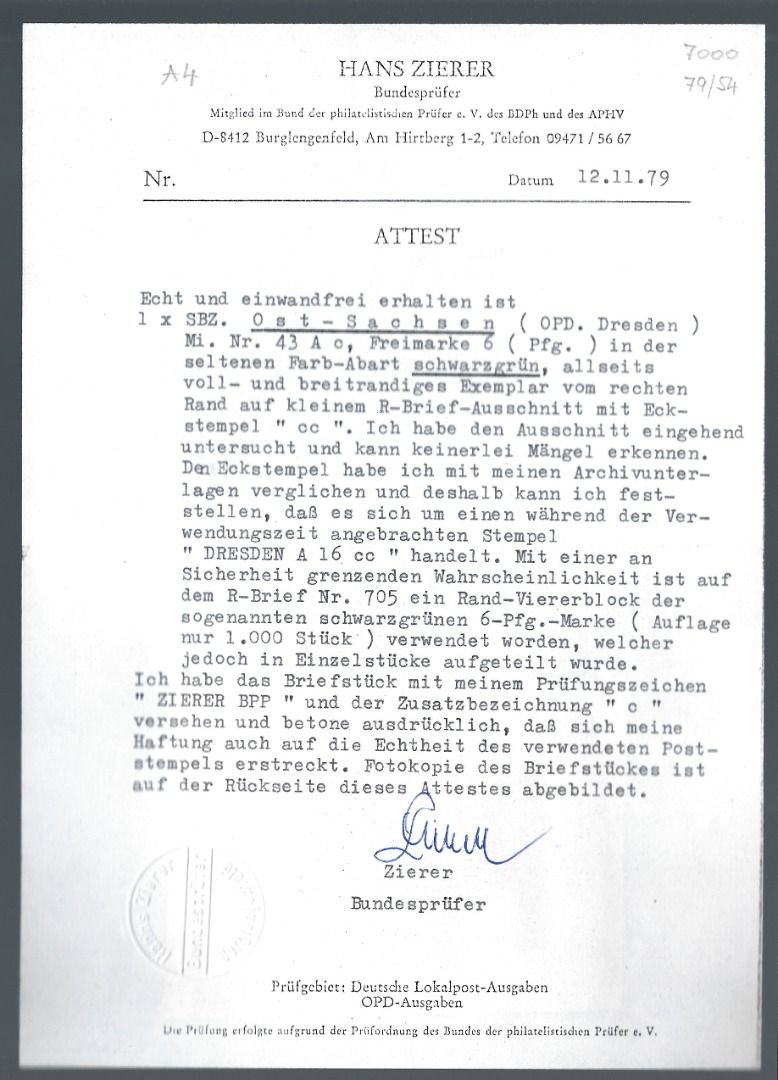 A4
7000
79/54
HANS ZIERER
Bundesprüfer
Mitglied im Bund der philatelistischen Prüfer e. V. des BDPh und des APHV
D-8412 Burglengenfeld, Am Hirtberg 1-2, Telefon 09471 / 56 67
Nr.
Datum 12.11.79
ATTEST
Echt und einwandfrei erhalten ist
1 x SBZ. O s t - S a c h s e n ( OPD. Dresden )
Mi. Nr. 43 A c, Freimarke 6 ( Pfg. ) in der
seltenen Farb-Abart schwarzgrün, allseits
voll- und breitrandiges Exemplar vom rechten
Rand auf kleinem R-Brief-Ausschnitt mit Eck-
stempel " cc ". Ich habe den Ausschnitt eingehend
untersucht und kann keinerlei Mängel erkennen.
Den Eckstempel habe ich mit meinen Archivunter-
lagen verglichen und deshalb kann ich fest-
stellen, daß es sich um einen während der Ver-
wendungszeit angebrachten Stempel
" DRESDEN A 16 cc " handelt. Mit einer an
Sicherheit grenzenden Wahrscheinlichkeit ist auf
dem R-Brief Nr. 705 ein Rand-Viererblock der
sogenannten schwarzgrünen 6-Pfg.-Marke ( Auflage
nur 1.000 Stück ) verwendet worden, welcher
jedoch in Einzelstücke aufgeteilt wurde.
Ich habe das Briefstück mit meinem Prüfungszeichen
" ZIERER BPP " und der Zusatzbezeichnung " c "
versehen und betone ausdrücklich, daß sich meine
Haftung auch auf die Echtheit des verwendeten Post-
stempels erstreckt. Fotokopie des Briefstückes ist
auf der Rückseite dieses Attestes abgebildet.
Zierer
Bundesprüfer
Hanns Zierer
Bundesprüfer
Prüfgebiet: Deutsche Lokalpost-Ausgaben
OPD-Ausgaben
Die Prüfung erfolgte aufgrund der Prüfordnung des Bundes der philatelistischen Prüfer e. V.